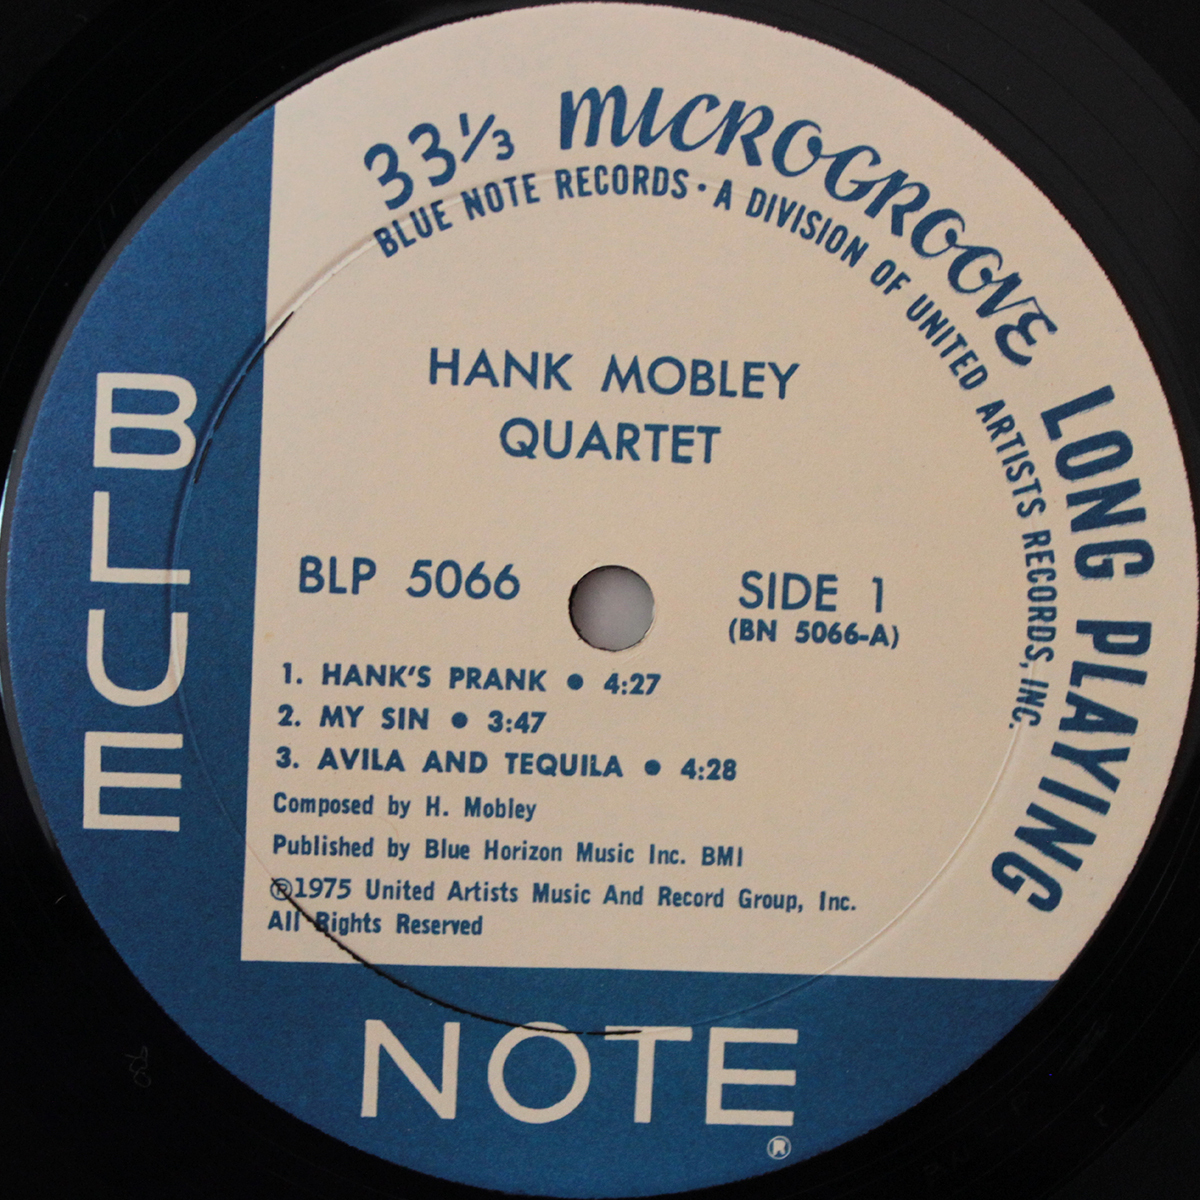 33 1/3 MICROGROOVE LONG PLAYING
BLUE NOTE RECORDS · A DIVISION OF UNITED ARTISTS RECORDS, INC.
HANK MOBLEY
QUARTET
BLP 5066
SIDE 1
(BN 5066-A)
1. HANK'S PRANK • 4:27
2. MY SIN • 3:47
3. AVILA AND TEQUILA • 4:28
Composed by H. Mobley
Published by Blue Horizon Music Inc. BMI
℗1975 United Artists Music And Record Group, Inc.
All Rights Reserved
BLUE
NOTE
®